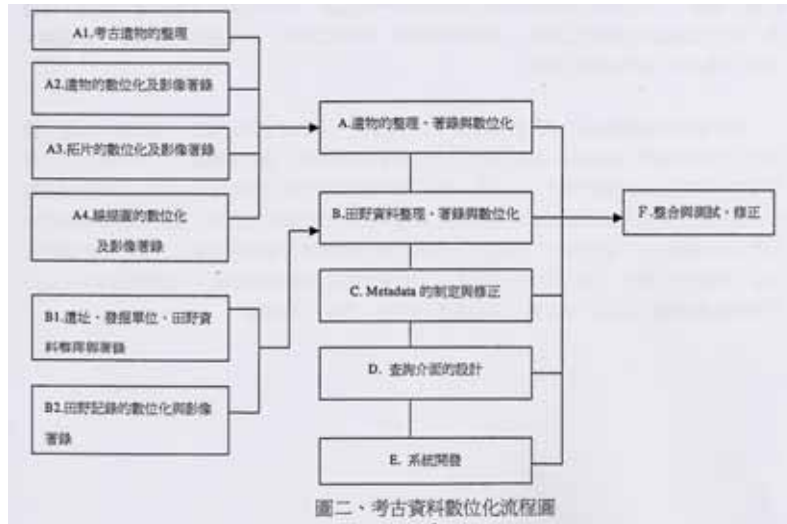 A1.考古遺物的整理
A2.遺物的數位化及影像著錄
A3.拓片的數位化及影像著錄
A4.線描圖的數位化
及影像著錄
B1.遺址、發掘單位、田野資
料整理與著錄
B2.田野記錄的數位化與影像
著錄
A.遺物的整理、著錄與數位化
B.田野資料整理、著錄與數位化
C. Metadata 的制定與修正
D. 查詢介面的設計
E. 系統開發
F.整合與測試、修正
圖二、考古資料數位化流程圖